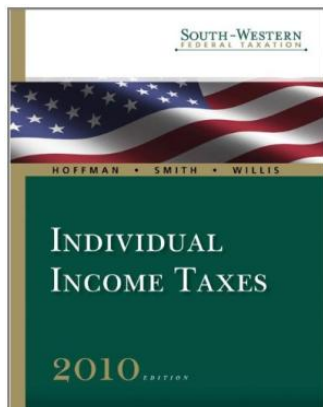 SOUTH-WESTERN
FEDERAL TAXATION
HOFFMAN • SMITH • WILLIS
INDIVIDUAL
INCOME TAXES
2010 EDITION